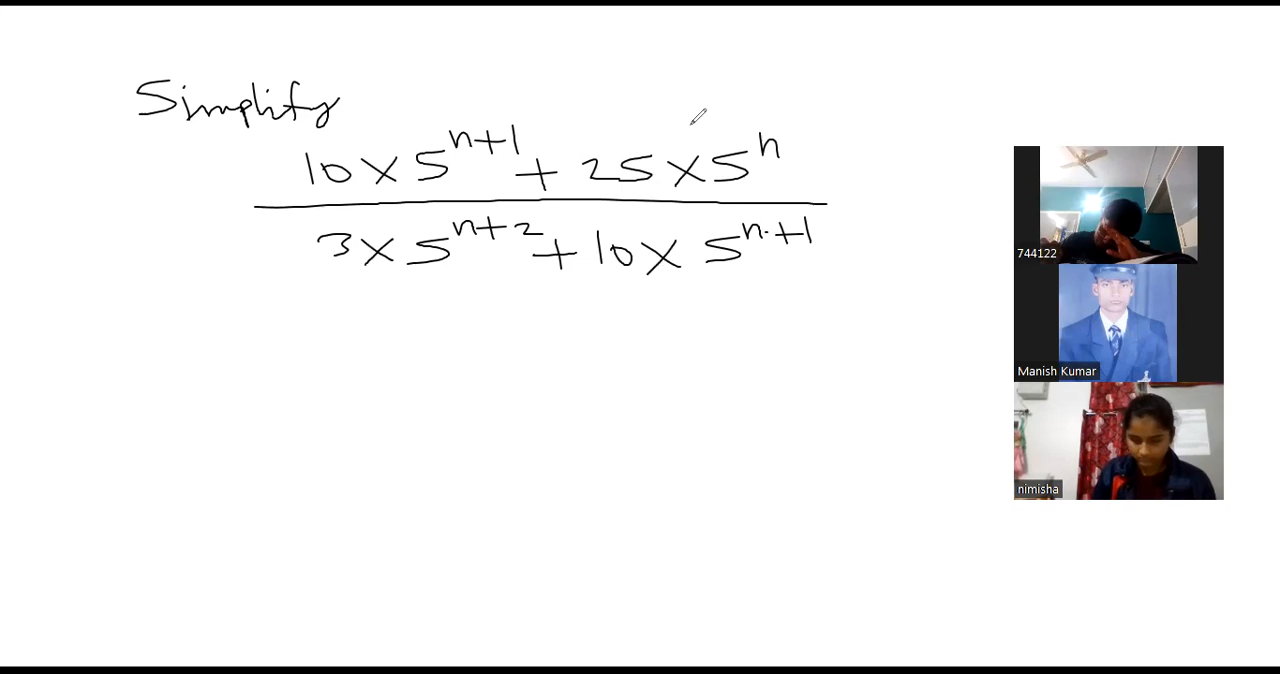 Simplify
10 × 5^{n+1} + 25 × 5^n
3 × 5^{n+2} + 10 × 5^{n+1}
744122
Manish Kumar
nimisha